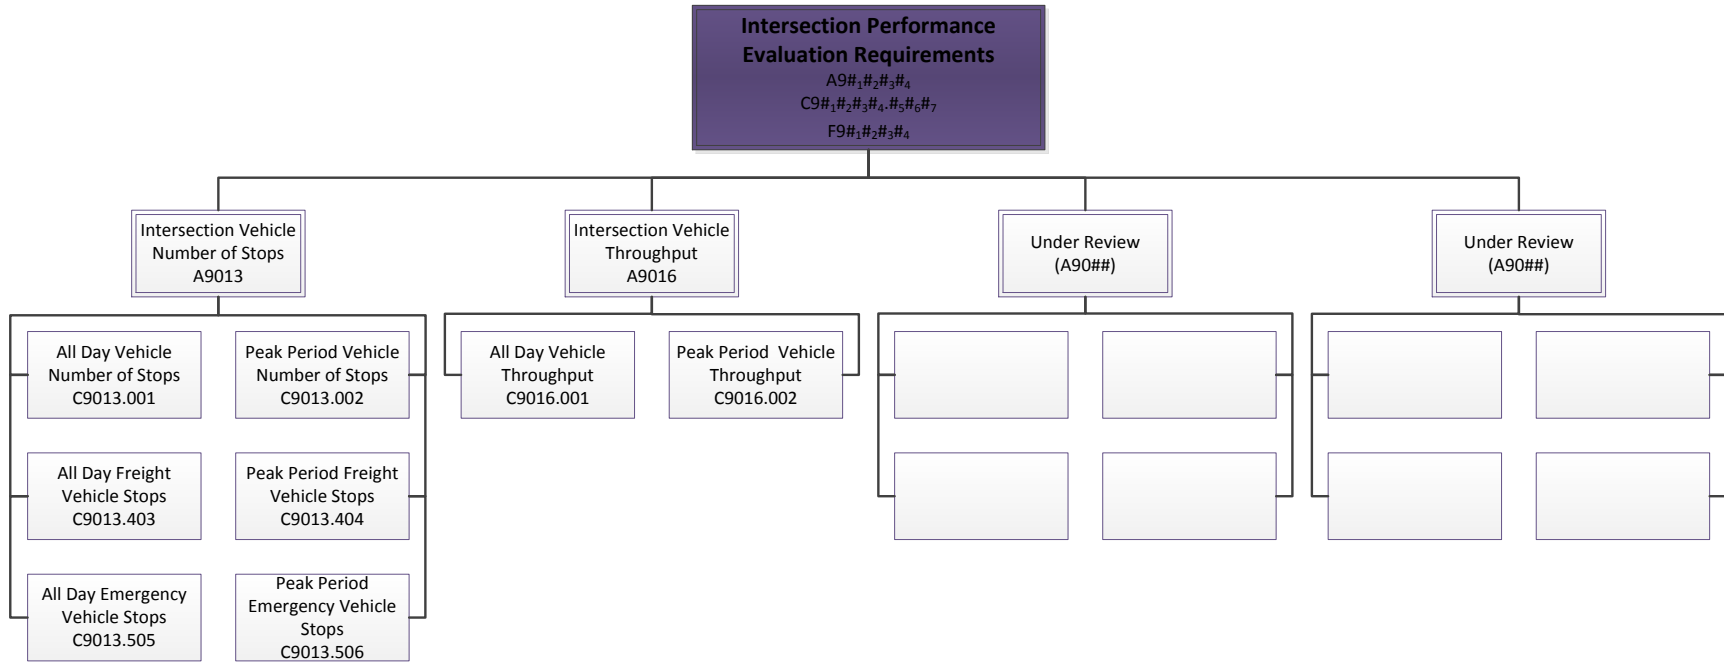 Intersection Performance
Evaluation Requirements
A9#₁#₂#₃#₄
C9#₁#₂#₃#₄.#₅#₆#₇
F9#₁#₂#₃#₄
Intersection Vehicle
Number of Stops
A9013
Intersection Vehicle
Throughput
A9016
Under Review
(A90##)
Under Review
(A90##)
All Day Vehicle
Number of Stops
C9013.001
Peak Period Vehicle
Number of Stops
C9013.002
All Day Vehicle
Throughput
C9016.001
Peak Period  Vehicle
Throughput
C9016.002
All Day Freight
Vehicle Stops
C9013.403
Peak Period Freight
Vehicle Stops
C9013.404
All Day Emergency
Vehicle Stops
C9013.505
Peak Period
Emergency Vehicle
Stops
C9013.506